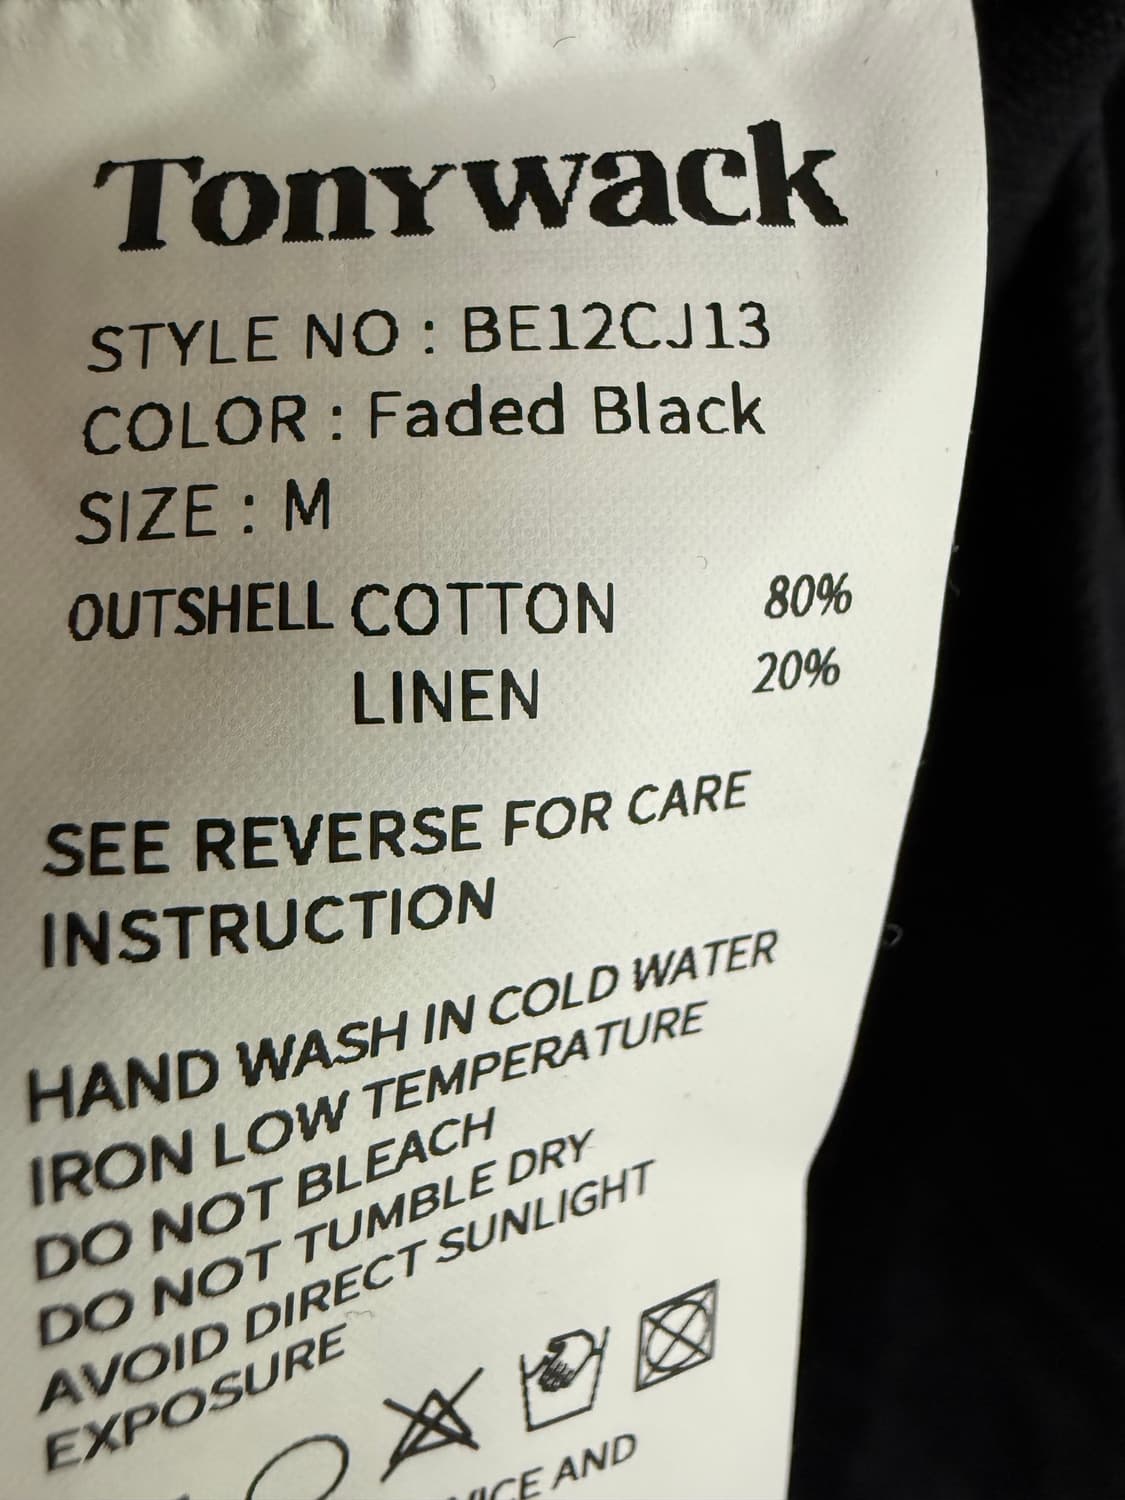 Tonywack
STYLE NO : BE12CJ13
COLOR : Faded Black
SIZE : M
OUTSHELL COTTON 80%
LINEN 20%
SEE REVERSE FOR CARE
INSTRUCTION
HAND WASH IN COLD WATER
IRON LOW TEMPERATURE
DO NOT BLEACH
DO NOT TUMBLE DRY
AVOID DIRECT SUNLIGHT
EXPOSURE
AND